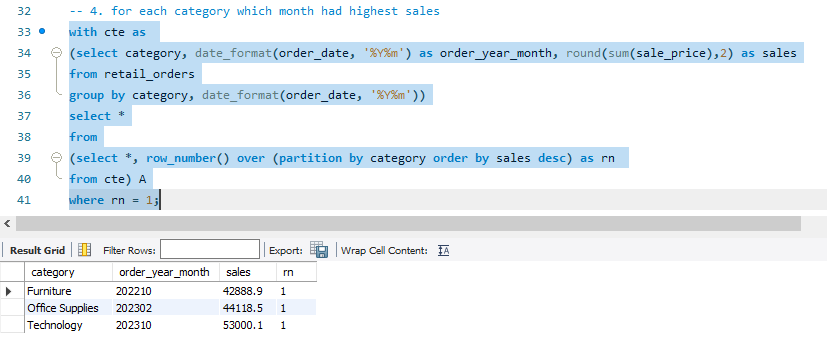 32 -- 4. for each category which month had highest sales
33 with cte as
34 (select category, date_format(order_date, '%Y%m') as order_year_month, round(sum(sale_price),2) as sales
35 from retail_orders
36 group by category, date_format(order_date, '%Y%m'))
37 select *
38 from
39 (select *, row_number() over (partition by category order by sales desc) as rn
40 from cte) A
41 where rn = 1;
Result Grid Filter Rows: Export: Wrap Cell Content: IA
category order_year_month sales rn
Furniture 202210 42888.9 1
Office Supplies 202302 44118.5 1
Technology 202310 53000.1 1